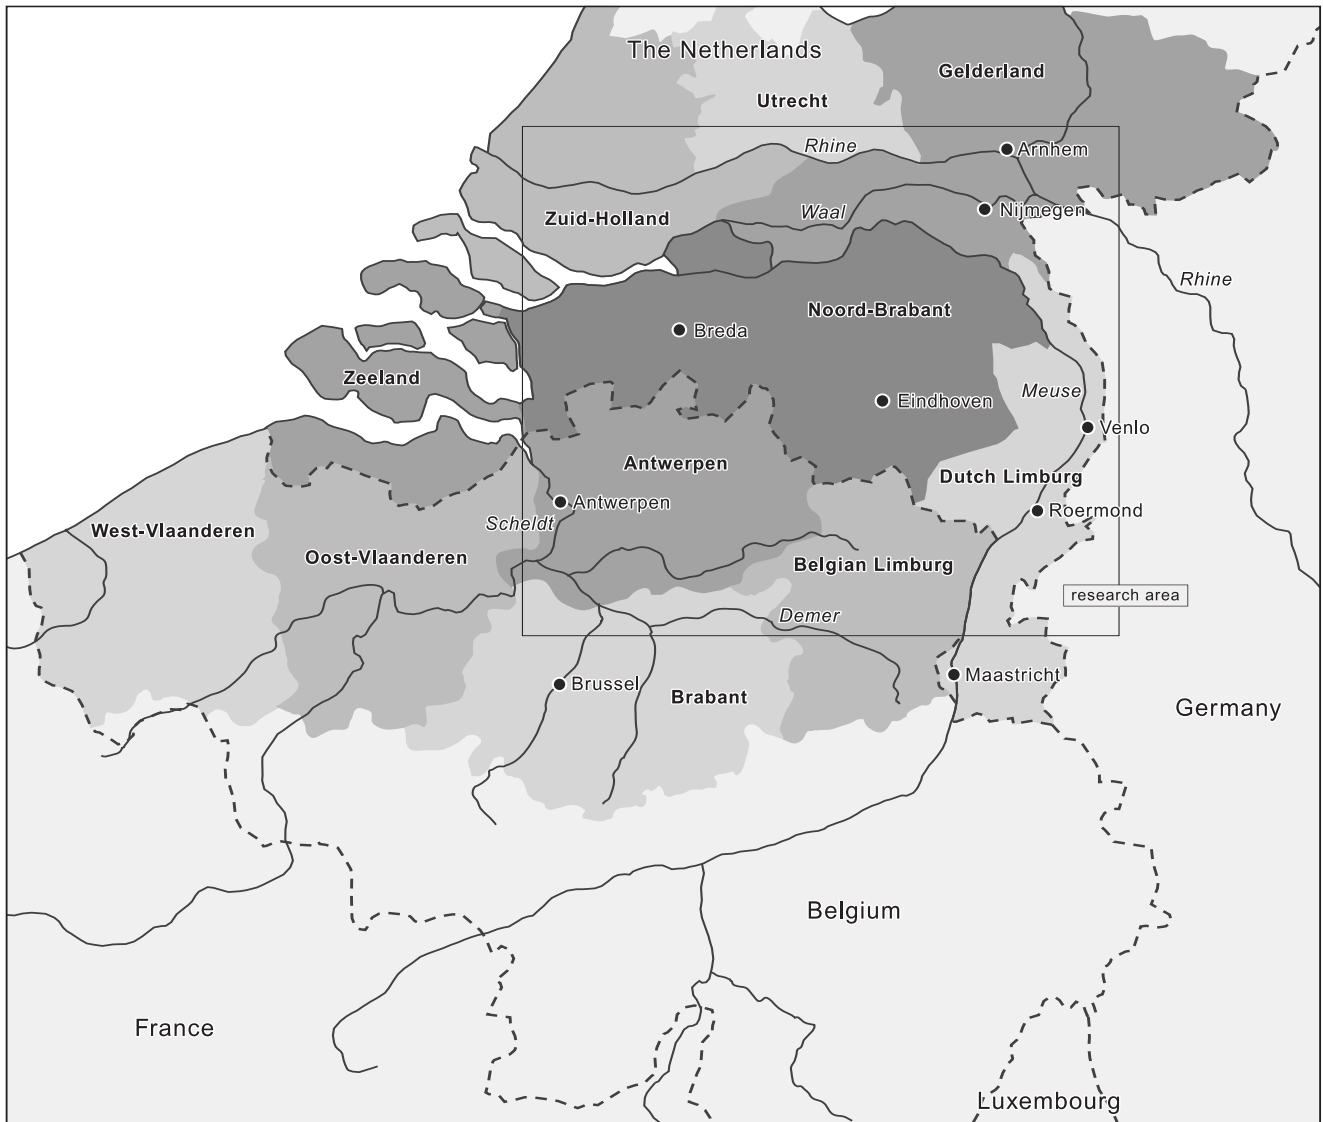 The Netherlands
Gelderland
Utrecht
Rhine
Arnhem
Zuid-Holland
Waal
Nijmegen
Rhine
Noord-Brabant
Breda
Zeeland
Meuse
Eindhoven
Venlo
Antwerpen
Dutch Limburg
Antwerpen
Roermond
Scheldt
West-Vlaanderen
Oost-Vlaanderen
Belgian Limburg
research area
Demer
Maastricht
Brussel
Brabant
Germany
Belgium
France
Luxembourg